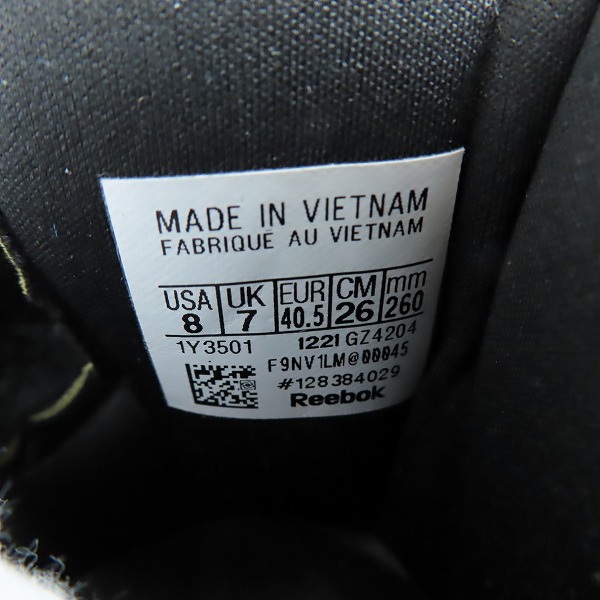 MADE IN VIETNAM
FABRIQUE AU VIETNAM
USA UK EUR CM mm
8 7 40.5 26 260
1Y3501 1221 GZ4204
F9NV1LM@00045
#128384029
Reebok